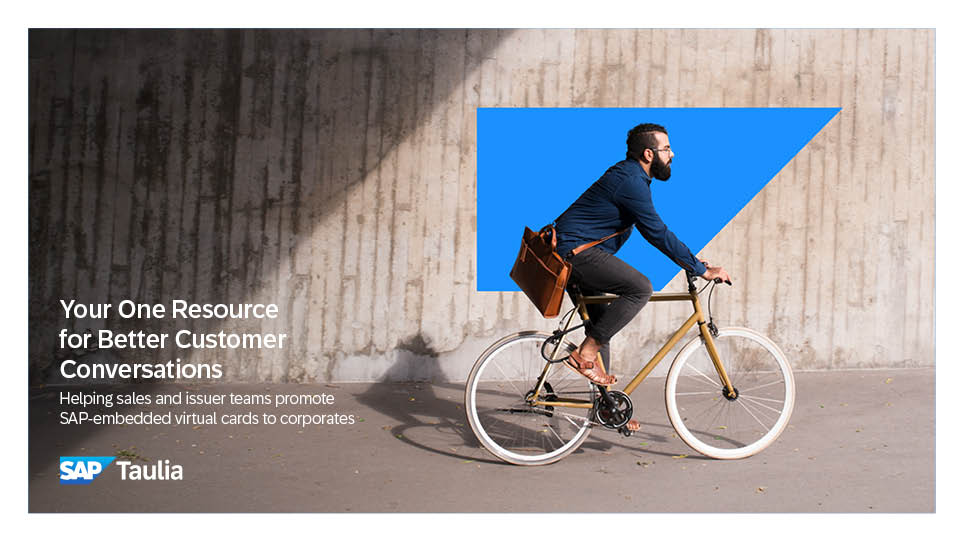 Your One Resource
for Better Customer
Conversations
Helping sales and issuer teams promote
SAP-embedded virtual cards to corporates
SAP Taulia